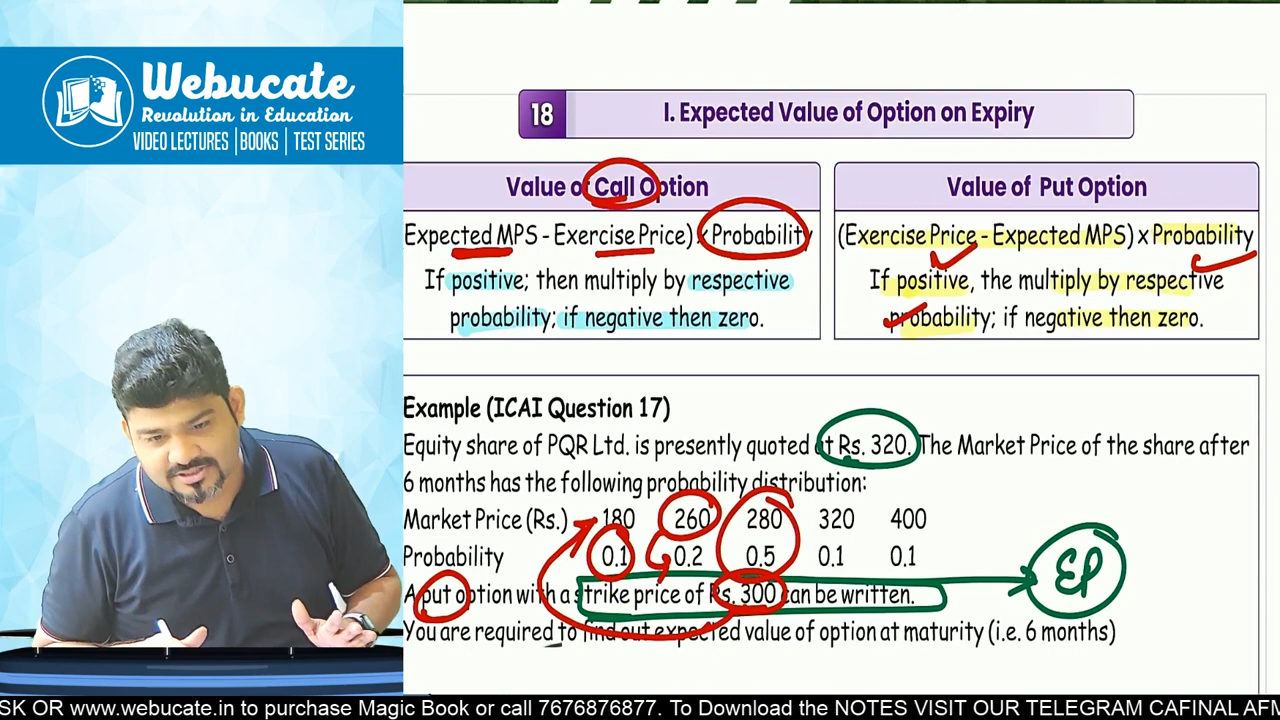 Webucate
Revolution in Education
VIDEO LECTURES | BOOKS | TEST SERIES
18 I. Expected Value of Option on Expiry
Value of Call Option
Expected MPS - Exercise Price) x Probability
If positive; then multiply by respective
probability; if negative then zero.
Value of Put Option
(Exercise Price - Expected MPS) x Probability
If positive, the multiply by respective
probability; if negative then zero.
Example (ICAI Question 17)
Equity share of PQR Ltd. is presently quoted at Rs. 320. The Market Price of the share after
6 months has the following probability distribution:
Market Price (Rs.) 180 260 280 320 400
Probability 0.1 0.2 0.5 0.1 0.1
A put option with a strike price of Rs. 300 can be written.
EP
You are required to find out expected value of option at maturity (i.e. 6 months)
SK OR www.webucate.in to purchase Magic Book or call 7676876877. To Download the NOTES VISIT OUR TELEGRAM CAFINAL AFM